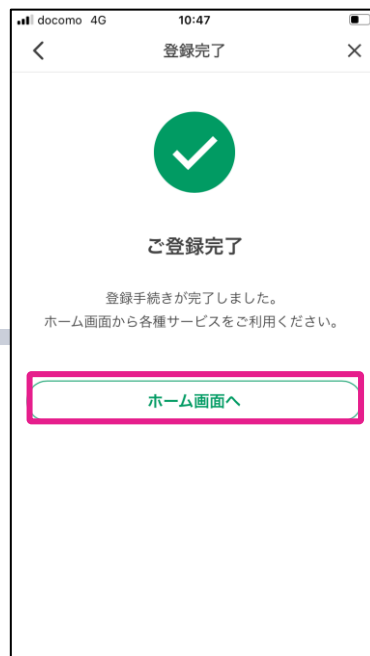 docomo 4G 10:47
登録完了
ご登録完了
登録手続きが完了しました。
ホーム画面から各種サービスをご利用ください。
ホーム画面へ